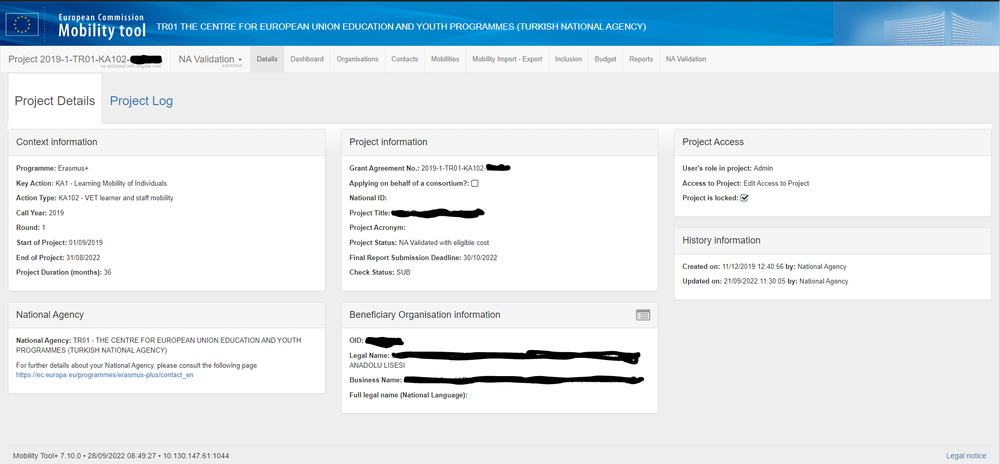 European Commission
Mobility tool
TR01 THE CENTRE FOR EUROPEAN UNION EDUCATION AND YOUTH PROGRAMMES (TURKISH NATIONAL AGENCY)
Project 2019-1-TR01-KA102-
na validated with eligible cost
NA Validation
submitted
Details
Dashboard
Organisations
Contacts
Mobilities
Mobility Import - Export
Inclusion
Budget
Reports
NA Validation
Project Details
Project Log
Context information
Programme: Erasmus+
Key Action: KA1 - Learning Mobility of Individuals
Action Type: KA102 - VET learner and staff mobility
Call Year: 2019
Round: 1
Start of Project: 01/09/2019
End of Project: 31/08/2022
Project Duration (months): 36
National Agency
National Agency: TR01 - THE CENTRE FOR EUROPEAN UNION EDUCATION AND YOUTH
PROGRAMMES (TURKISH NATIONAL AGENCY)
For further details about your National Agency, please consult the following page
https://ec.europa.eu/programmes/erasmus-plus/contact_en
Project information
Grant Agreement No.: 2019-1-TR01-KA102-
Applying on behalf of a consortium?:
National ID:
Project Title:
Project Acronym:
Project Status: NA Validated with eligible cost
Final Report Submission Deadline: 30/10/2022
Check Status: SUB
Beneficiary Organisation information
OID:
Legal Name:
ANADOLU LISESI
Business Name:
Full legal name (National Language):
Project Access
User's role in project: Admin
Access to Project: Edit Access to Project
Project is locked:
History information
Created on: 11/12/2019 12:40:56 by: National Agency
Updated on: 21/09/2022 11:30:05 by: National Agency
Mobility Tool+ 7.10.0 • 28/09/2022 08:49:27 • 10.130.147.61:1044
Legal notice